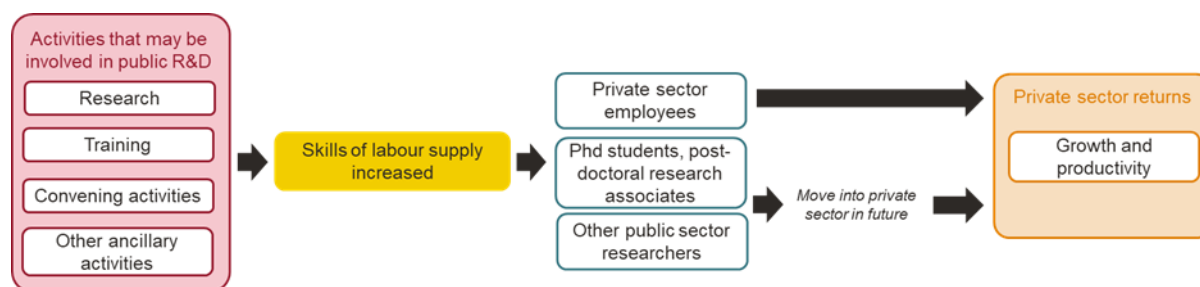 Activities that may be
involved in public R&D
Research
Training
Convening activities
Other ancillary
activities
Skills of labour supply
increased
Private sector
employees
Phd students, post-
doctoral research
associates
Other public sector
researchers
Move into private
sector in future
Private sector returns
Growth and
productivity